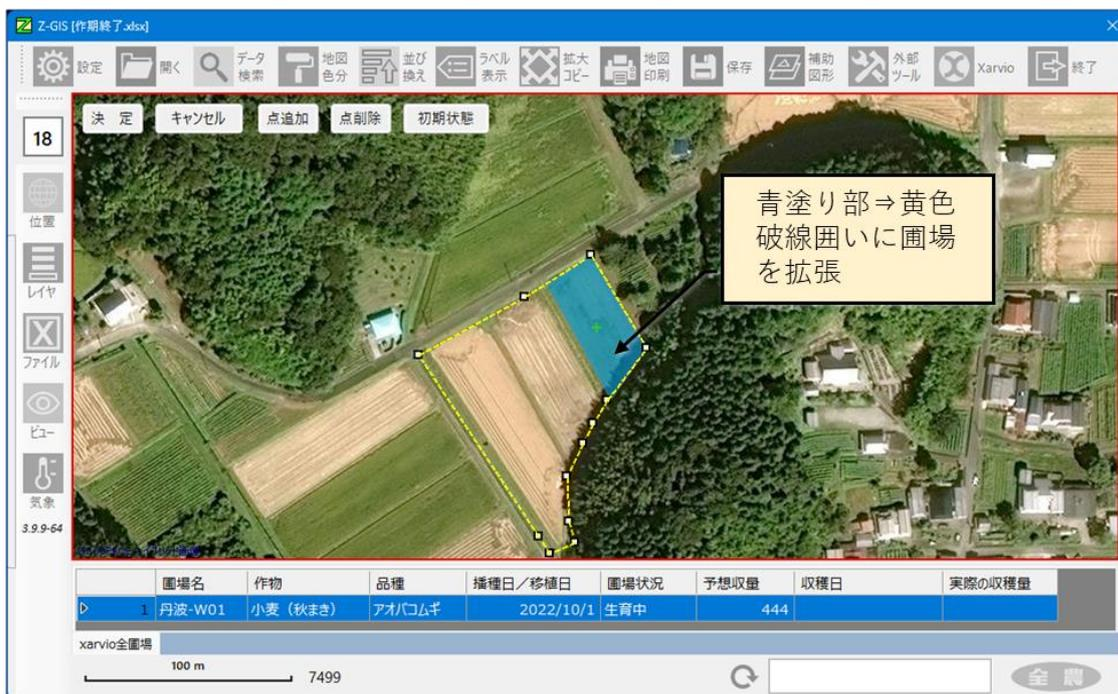 Z-GIS [作期終了.xlsx]
設定
開く
データ
検索
地図
色分
並び
換え
ラベル
表示
拡大
コピー
地図
印刷
保存
補助
図形
外部
ツール
Xarvio
終了
18
位置
レイヤ
ファイル
ビュー
気象
3.9.9-64
決 定
キャンセル
点追加
点削除
初期状態
青塗り部⇒黄色
破線囲いに圃場
を拡張
圃場名 作物 品種 播種日/移植日 圃場状況 予想収量 収穫日 実際の収穫量
1 丹波-W01 小麦(秋まき) アオバコムギ 2022/10/1 生育中 444
xarvio全圃場
100 m
7499
全 農